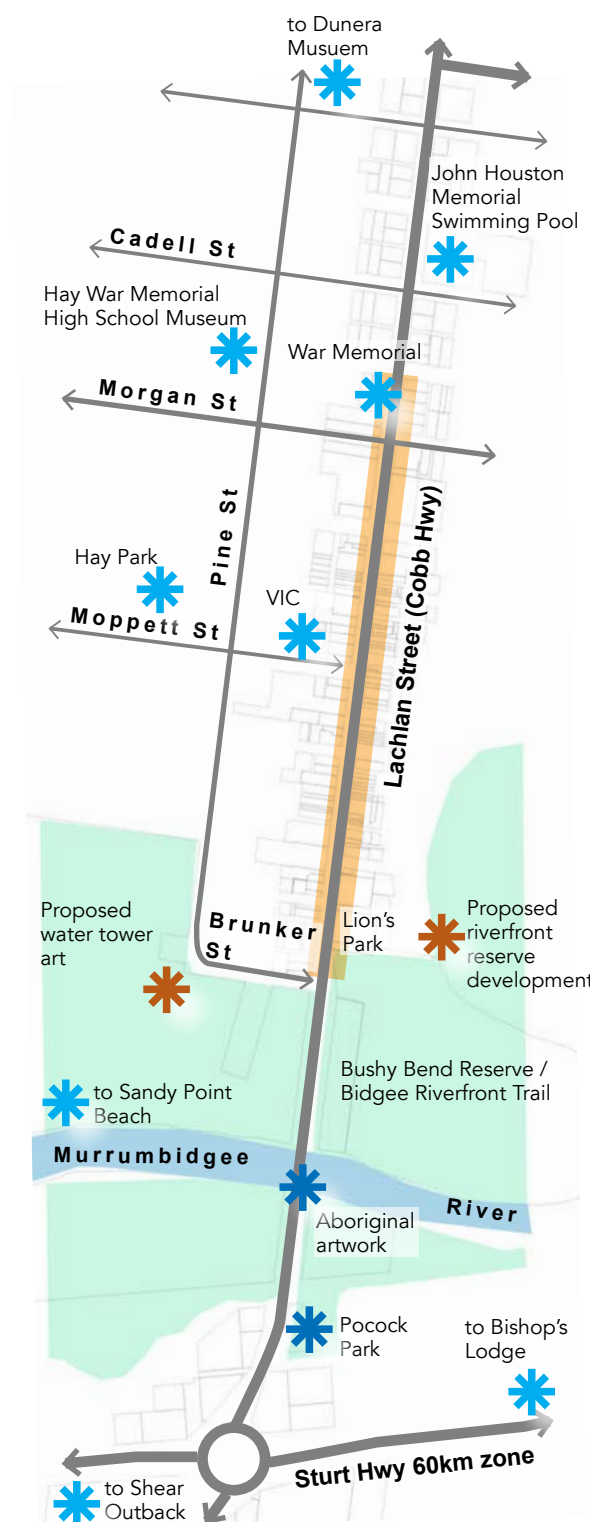 to Dunera
Musuem
John Houston
Memorial
Swimming Pool
Cadell St
Hay War Memorial
High School Museum
War Memorial
Morgan St
Pine St
Lachlan Street (Cobb Hwy)
Hay Park
VIC
Moppett St
Proposed
water tower
art
Brunker
St
Lion's
Park
Proposed
riverfront
reserve
development
Bushy Bend Reserve /
Bidgee Riverfront Trail
to Sandy Point
Beach
Murrumbidgee
River
Aboriginal
artwork
Pocock
Park
to Bishop's
Lodge
Sturt Hwy 60km zone
to Shear
Outback